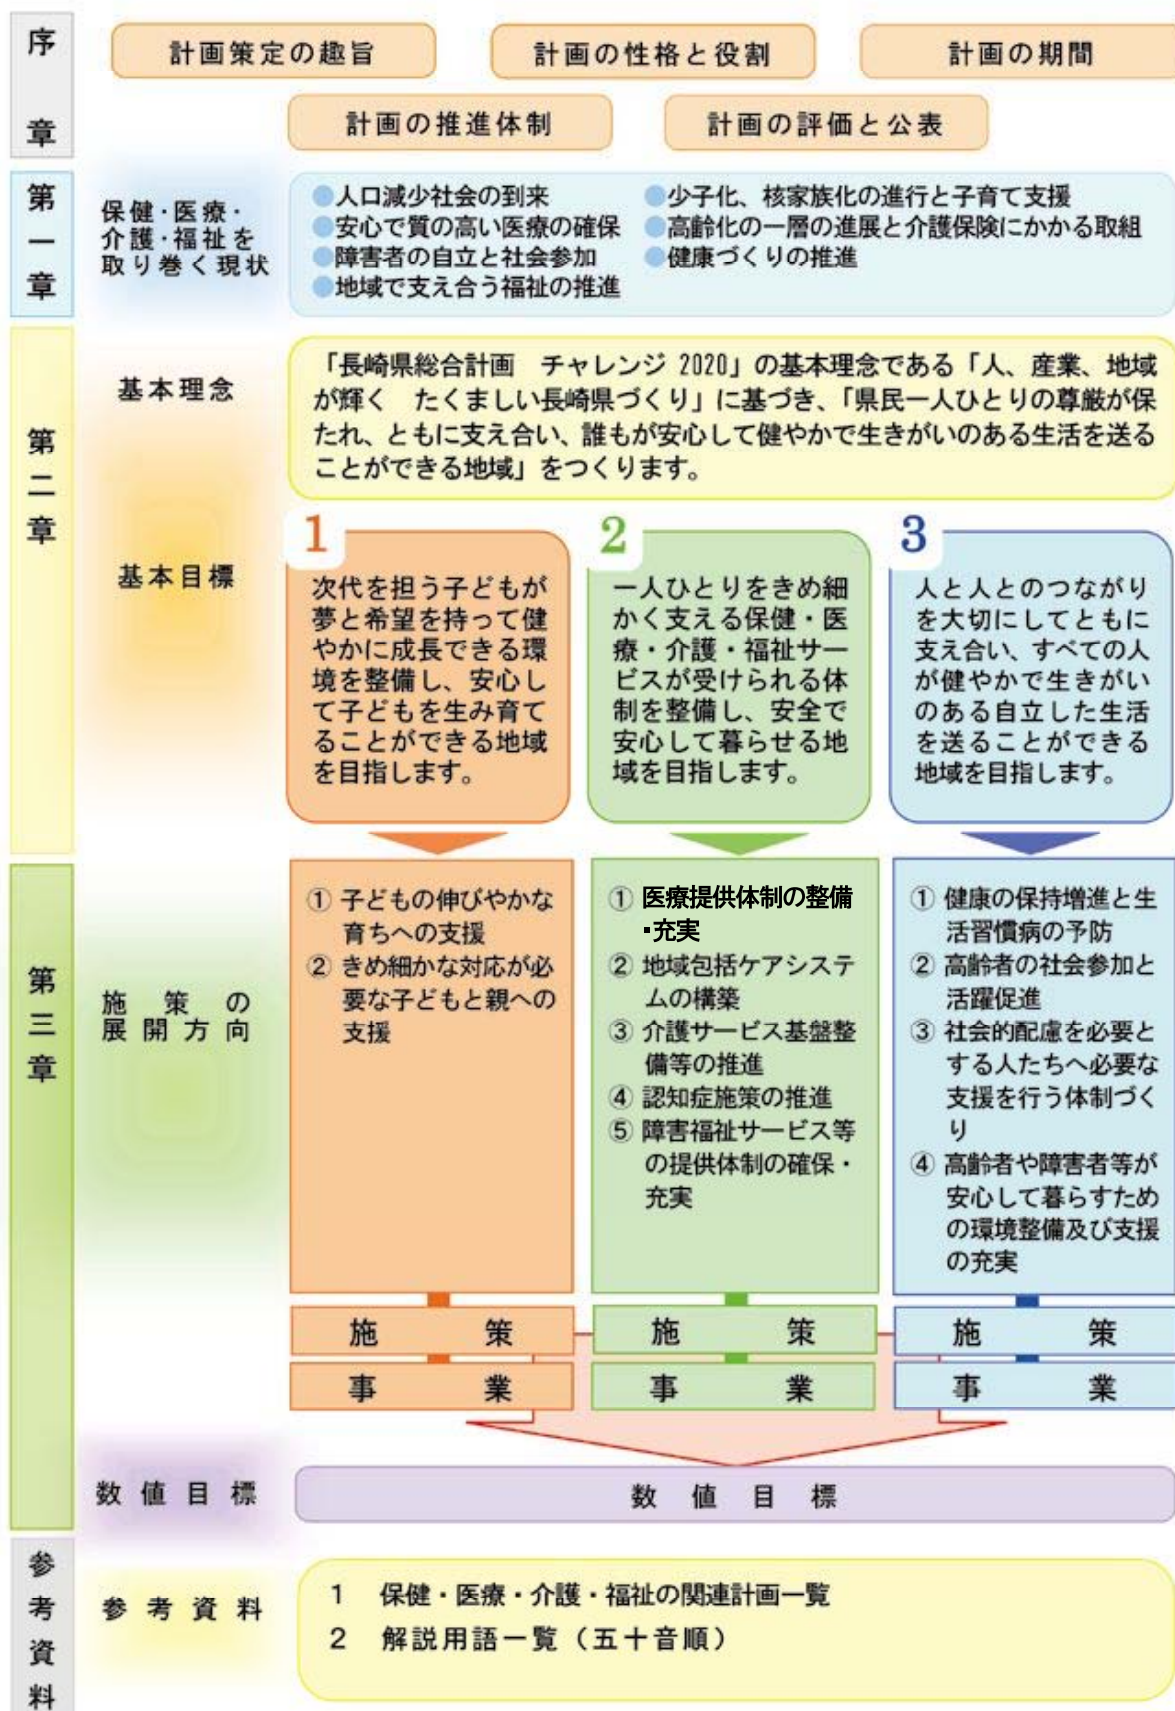 序章
計画策定の趣旨
計画の性格と役割
計画の期間
計画の推進体制
計画の評価と公表
第一章
保健・医療・
介護・福祉を
取り巻く現状
●人口減少社会の到来
●安心で質の高い医療の確保
●障害者の自立と社会参加
●地域で支え合う福祉の推進
●少子化、核家族化の進行と子育て支援
●高齢化の一層の進展と介護保険にかかる取組
●健康づくりの推進
第二章
基本理念
「長崎県総合計画 チャレンジ 2020」の基本理念である「人、産業、地域
が輝く たくましい長崎県づくり」に基づき、「県民一人ひとりの尊厳が保
たれ、ともに支え合い、誰もが安心して健やかで生きがいのある生活を送る
ことができる地域」をつくります。
基本目標
1
次代を担う子どもが
夢と希望を持って健
やかに成長できる環
境を整備し、安心し
て子どもを生み育て
ることができる地域
を目指します。
2
一人ひとりをきめ細
かく支える保健・医
療・介護・福祉サー
ビスが受けられる体
制を整備し、安全で
安心して暮らせる地
域を目指します。
3
人と人とのつながり
を大切にしてともに
支え合い、すべての人
が健やかで生きがい
のある自立した生活
を送ることができる
地域を目指します。
第三章
施策の
展開方向
① 子どもの伸びやかな
育ちへの支援
② きめ細かな対応が必
要な子どもと親への
支援
① 医療提供体制の整備
・充実
② 地域包括ケアシステ
ムの構築
③ 介護サービス基盤整
備等の推進
④ 認知症施策の推進
⑤ 障害福祉サービス等
の提供体制の確保・
充実
① 健康の保持増進と生
活習慣病の予防
② 高齢者の社会参加と
活躍促進
③ 社会的配慮を必要と
する人たちへ必要な
支援を行う体制づく
り
④ 高齢者や障害者等が
安心して暮らすため
の環境整備及び支援
の充実
施策
施策
施策
事業
事業
事業
数値目標
数値目標
参考資料
参考資料
1 保健・医療・介護・福祉の関連計画一覧
2 解説用語一覧（五十音順）